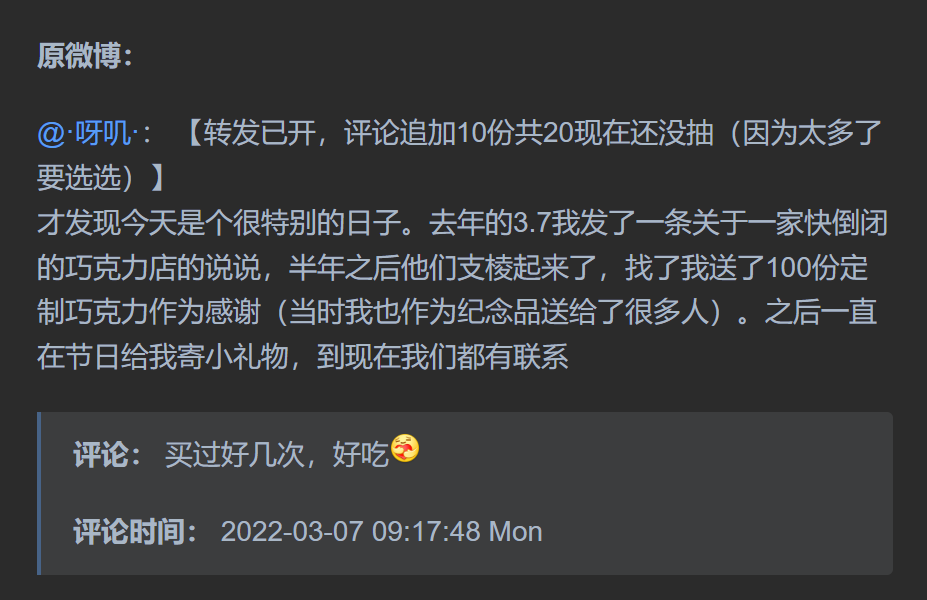 原微博：
@·呀叽·： 【转发已开，评论追加10份共20现在还没抽（因为太多了
要选选）】
才发现今天是个很特别的日子。去年的3.7我发了一条关于一家快倒闭
的巧克力店的说说，半年之后他们支棱起来了，找了我送了100份定
制巧克力作为感谢（当时我也作为纪念品送给了很多人）。之后一直
在节日给我寄小礼物，到现在我们都有联系
评论： 买过好几次，好吃
评论时间： 2022-03-07 09:17:48 Mon